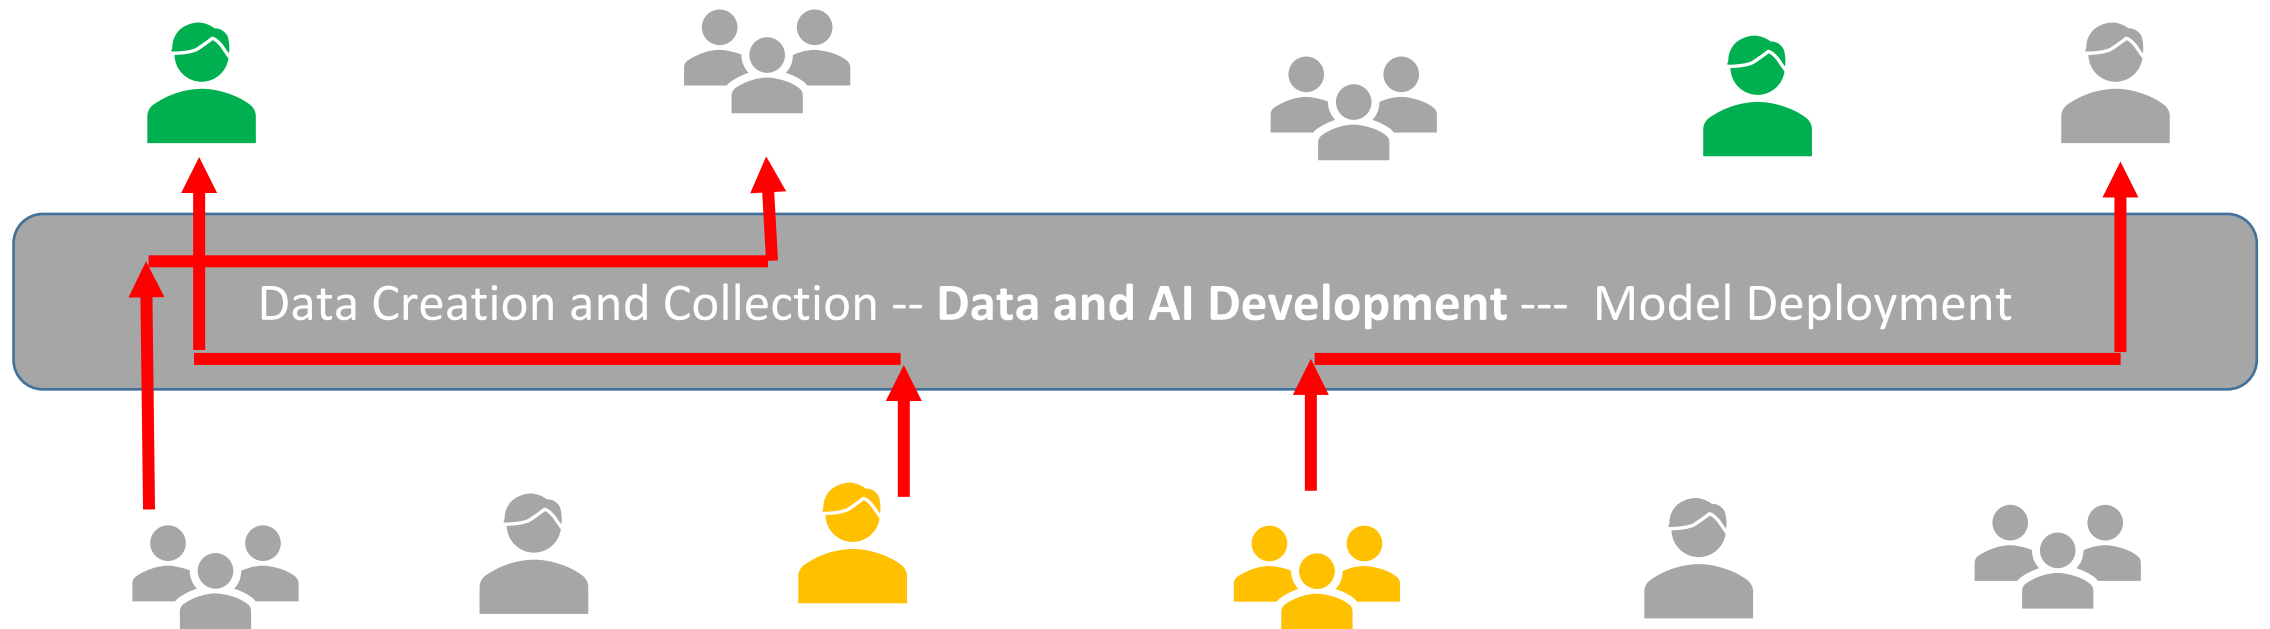 Data Creation and Collection -- Data and AI Development --- Model Deployment